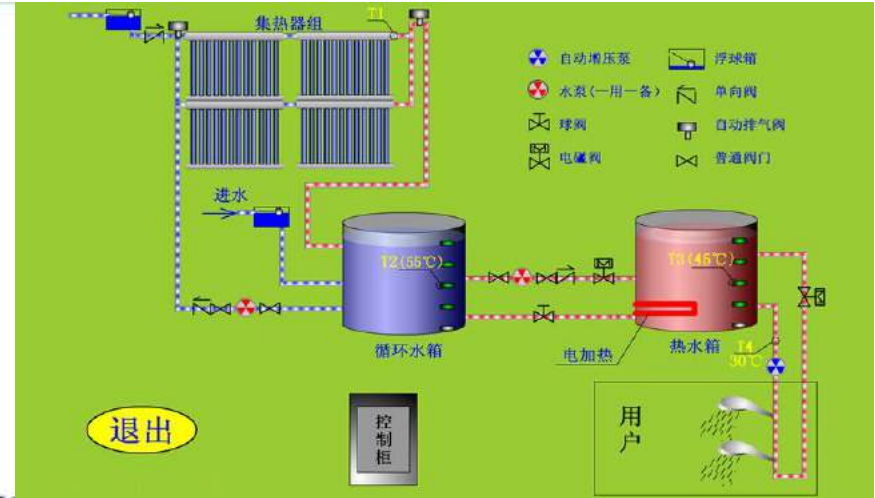 集热器组
T1
自动增压泵
浮球箱
水泵(一用一备)
单向阀
球阀
自动排气阀
电磁阀
普通阀门
进水
T2(55℃)
T3(45℃)
循环水箱
电加热
热水箱
T4
30℃
退出
控制柜
用户